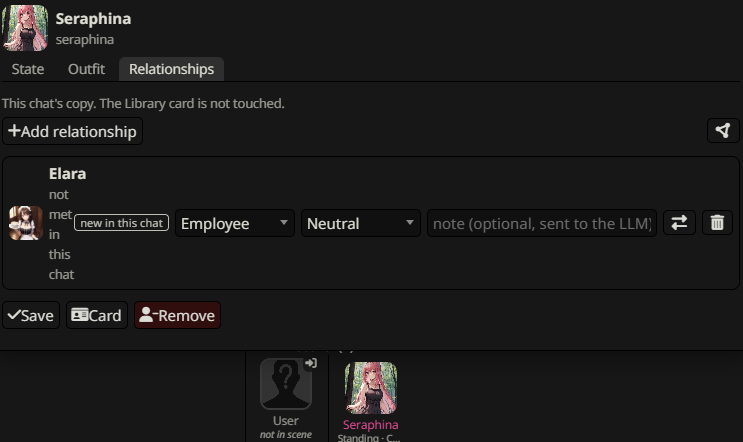 Seraphina
seraphina
State Outfit Relationships
This chat's copy. The Library card is not touched.
+Add relationship
Elara
not
met
in
this
chat
new in this chat
Employee
Neutral
note (optional, sent to the LLM)
Save Card Remove
User
not in scene
Seraphina
Standing · C...